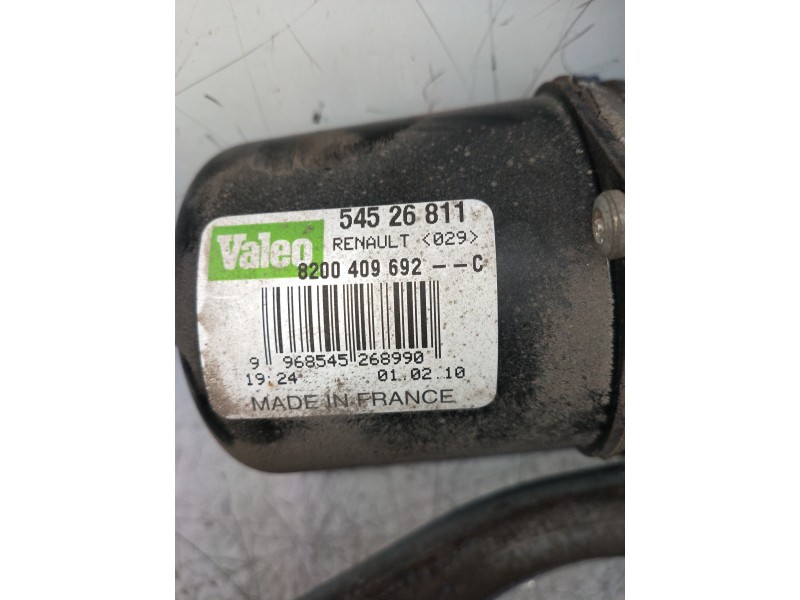 Valeo
545 26 811
RENAULT <029>
8200 409 692 --C
9 968545 268990
19:24 01.02.10
MADE IN FRANCE